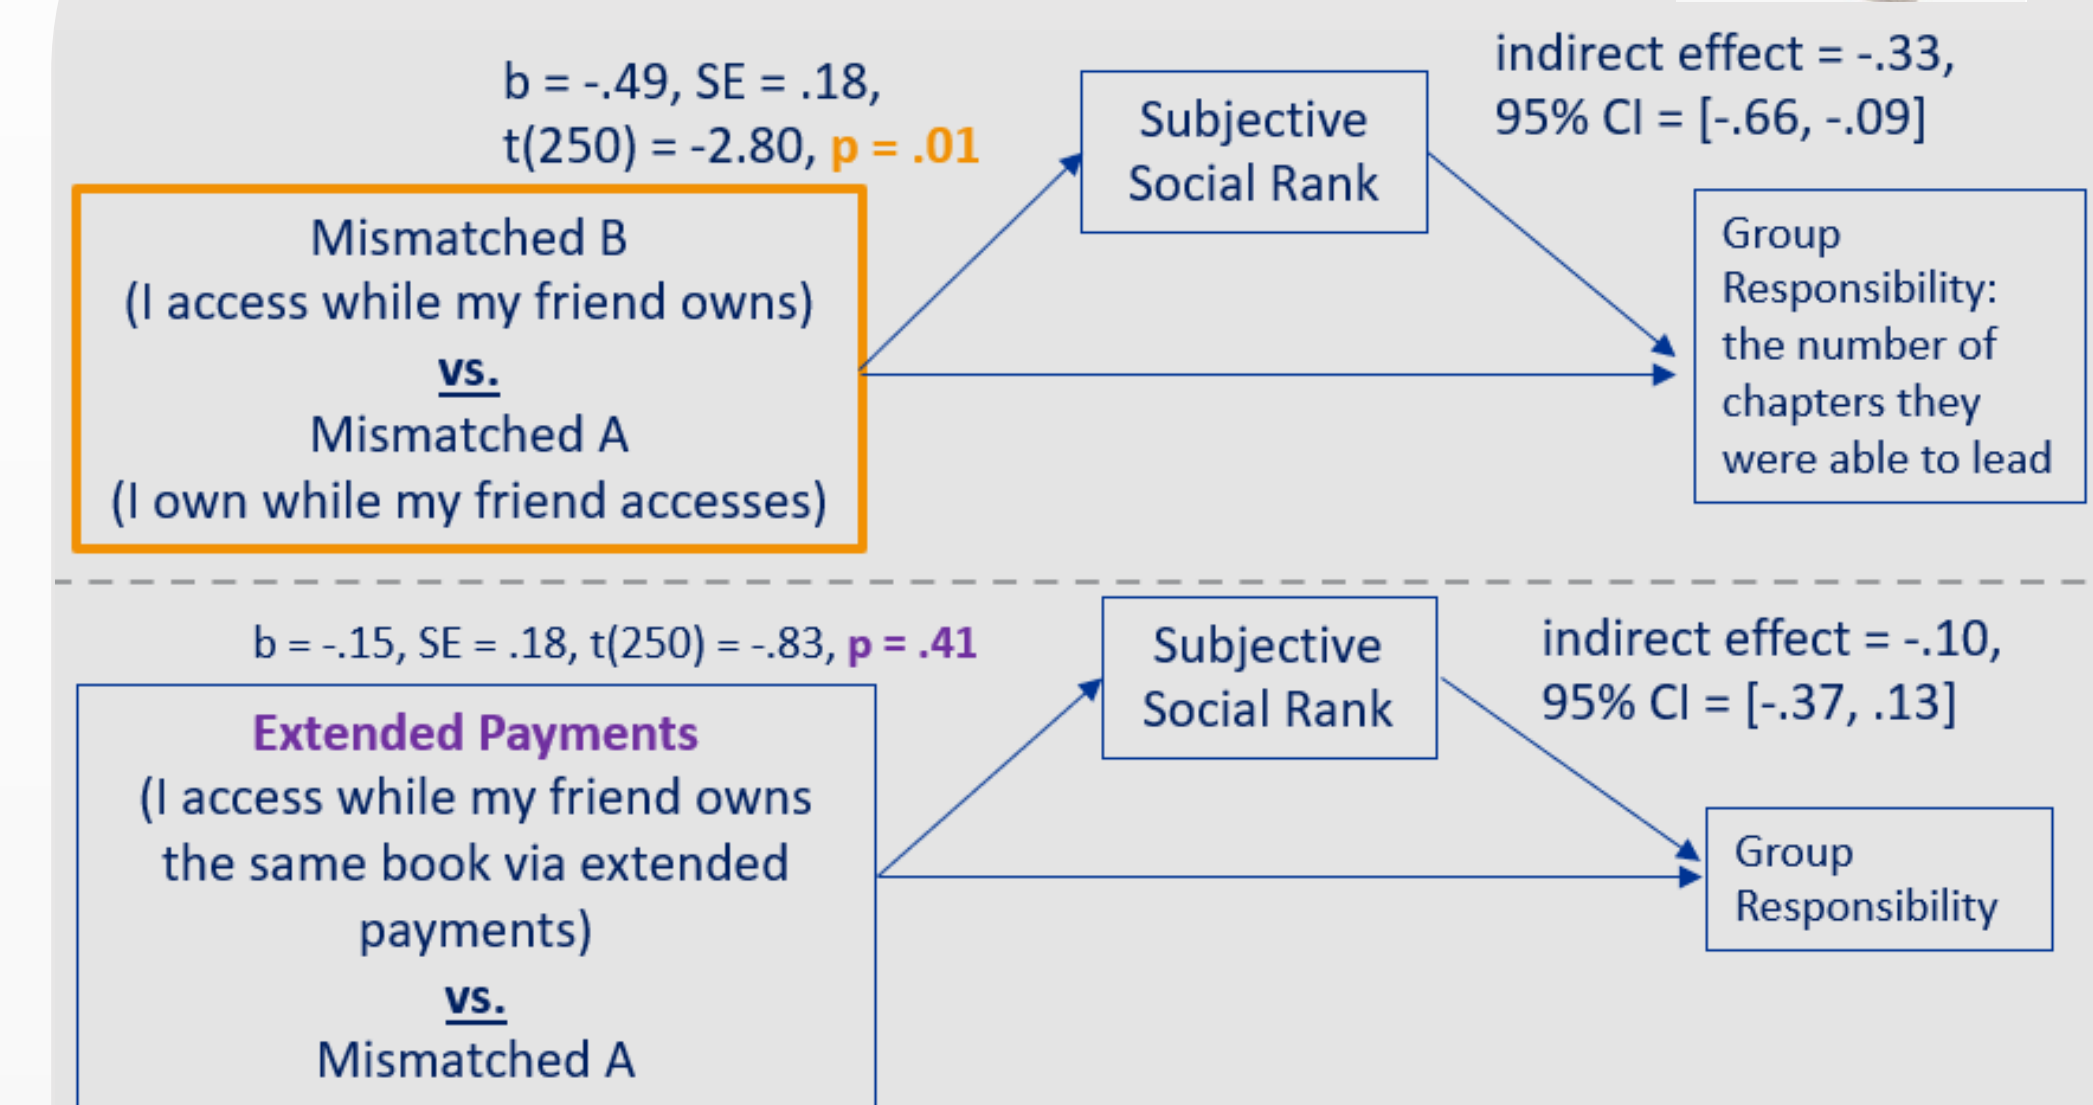 b = -.49, SE = .18,
t(250) = -2.80, p = .01
Mismatched B
(I access while my friend owns)
vs.
Mismatched A
(I own while my friend accesses)
Subjective
Social Rank
indirect effect = -.33,
95% CI = [-.66, -.09]
Group
Responsibility:
the number of
chapters they
were able to lead
b = -.15, SE = .18, t(250) = -.83, p = .41
Extended Payments
(I access while my friend owns
the same book via extended
payments)
vs.
Mismatched A
Subjective
Social Rank
indirect effect = -.10,
95% CI = [-.37, .13]
Group
Responsibility